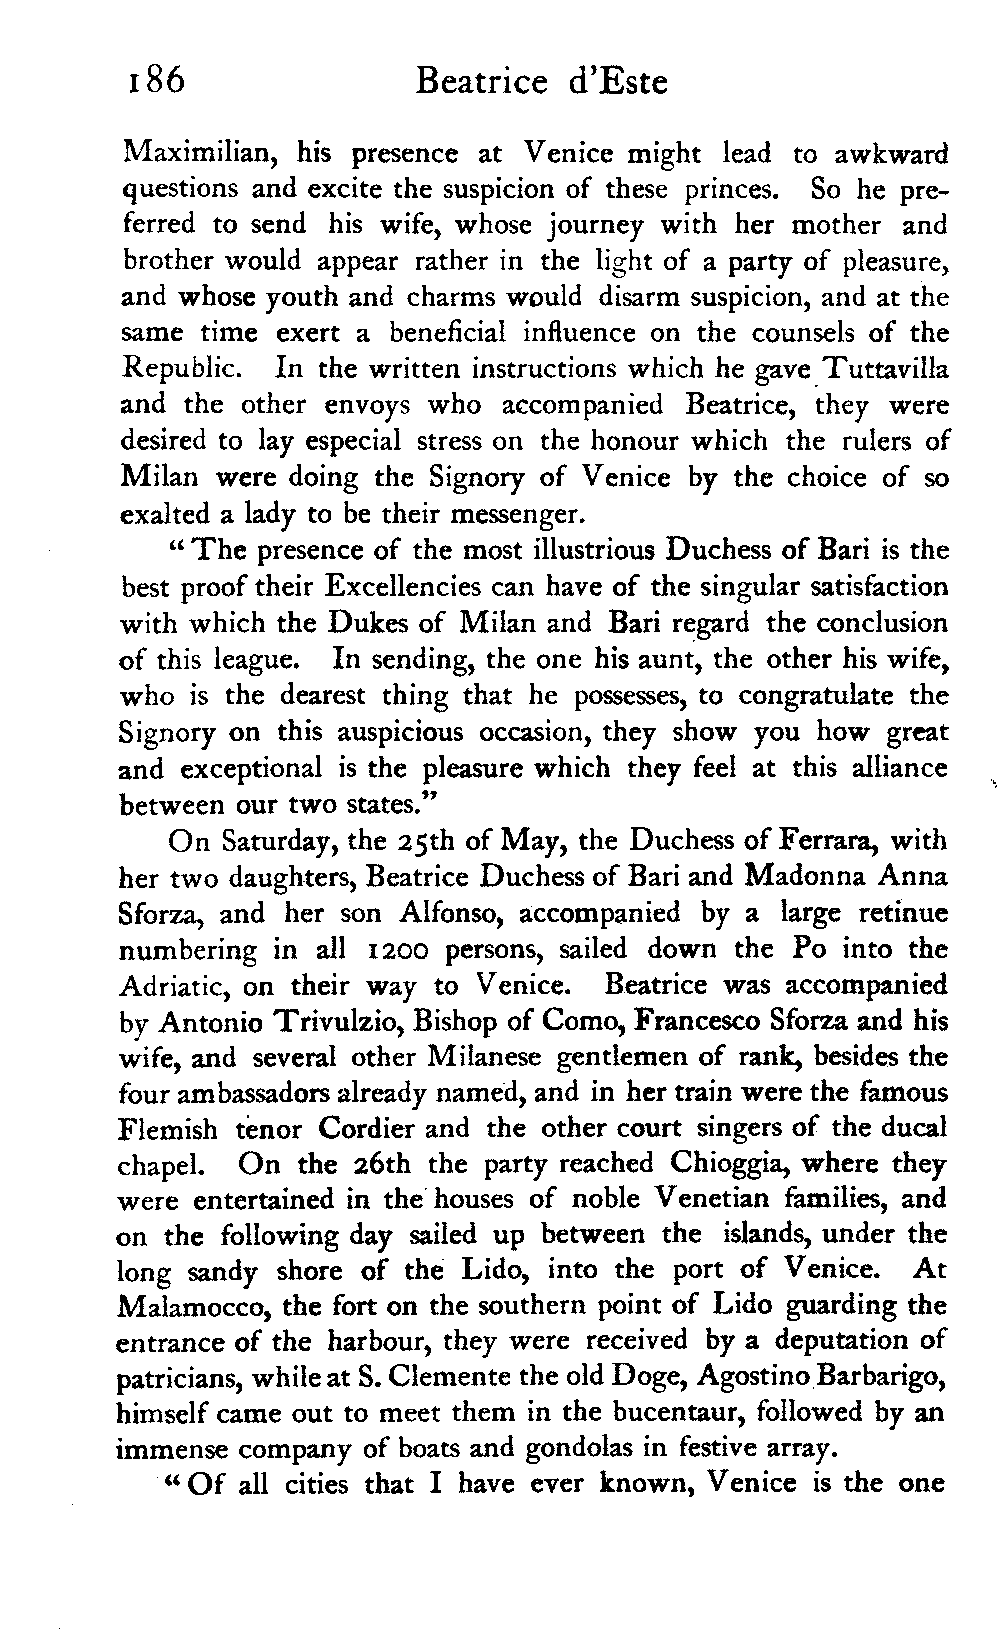 186 Beatrice d'Este
Maximilian, his presence at Venice might lead to awkward
questions and excite the suspicion of these princes. So he pre-
ferred to send his wife, whose journey with her mother and
brother would appear rather in the light of a party of pleasure,
and whose youth and charms would disarm suspicion, and at the
same time exert a beneficial influence on the counsels of the
Republic. In the written instructions which he gave Tuttavilla
and the other envoys who accompanied Beatrice, they were
desired to lay especial stress on the honour which the rulers of
Milan were doing the Signory of Venice by the choice of so
exalted a lady to be their messenger.
"The presence of the most illustrious Duchess of Bari is the
best proof their Excellencies can have of the singular satisfaction
with which the Dukes of Milan and Bari regard the conclusion
of this league. In sending, the one his aunt, the other his wife,
who is the dearest thing that he possesses, to congratulate the
Signory on this auspicious occasion, they show you how great
and exceptional is the pleasure which they feel at this alliance
between our two states."
On Saturday, the 25th of May, the Duchess of Ferrara, with
her two daughters, Beatrice Duchess of Bari and Madonna Anna
Sforza, and her son Alfonso, accompanied by a large retinue
numbering in all 1200 persons, sailed down the Po into the
Adriatic, on their way to Venice. Beatrice was accompanied
by Antonio Trivulzio, Bishop of Como, Francesco Sforza and his
wife, and several other Milanese gentlemen of rank, besides the
four ambassadors already named, and in her train were the famous
Flemish tenor Cordier and the other court singers of the ducal
chapel. On the 26th the party reached Chioggia, where they
were entertained in the houses of noble Venetian families, and
on the following day sailed up between the islands, under the
long sandy shore of the Lido, into the port of Venice. At
Malamocco, the fort on the southern point of Lido guarding the
entrance of the harbour, they were received by a deputation of
patricians, while at S. Clemente the old Doge, Agostino Barbarigo,
himself came out to meet them in the bucentaur, followed by an
immense company of boats and gondolas in festive array.
"Of all cities that I have ever known, Venice is the one